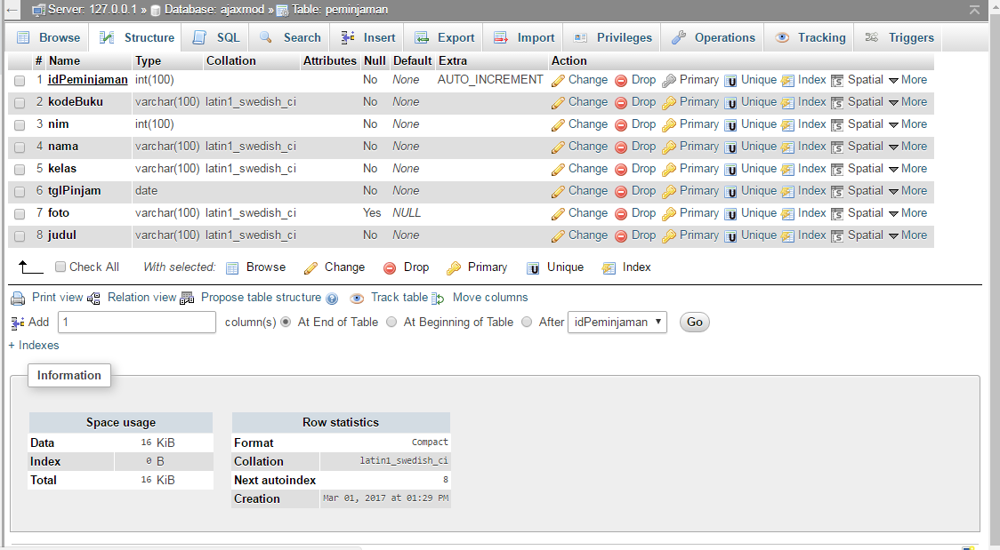 Server: 127.0.0.1 » Database: ajaxmod » Table: peminjaman
Browse Structure SQL Search Insert Export Import Privileges Operations Tracking Triggers
# Name Type Collation Attributes Null Default Extra Action
1 idPeminjaman int(100) No None AUTO_INCREMENT Change Drop Primary Unique Index Spatial More
2 kodeBuku varchar(100) latin1_swedish_ci No None Change Drop Primary Unique Index Spatial More
3 nim int(100) No None Change Drop Primary Unique Index Spatial More
4 nama varchar(100) latin1_swedish_ci No None Change Drop Primary Unique Index Spatial More
5 kelas varchar(100) latin1_swedish_ci No None Change Drop Primary Unique Index Spatial More
6 tglPinjam date No None Change Drop Primary Unique Index Spatial More
7 foto varchar(100) latin1_swedish_ci Yes NULL Change Drop Primary Unique Index Spatial More
8 judul varchar(100) latin1_swedish_ci No None Change Drop Primary Unique Index Spatial More
Check All With selected: Browse Change Drop Primary Unique Index
Print view Relation view Propose table structure Track table Move columns
Add 1 column(s) At End of Table At Beginning of Table After idPeminjaman Go
+ Indexes
Information
Space usage
Data 16 KiB
Index 0 B
Total 16 KiB
Row statistics
Format Compact
Collation latin1_swedish_ci
Next autoindex 8
Creation Mar 01, 2017 at 01:29 PM